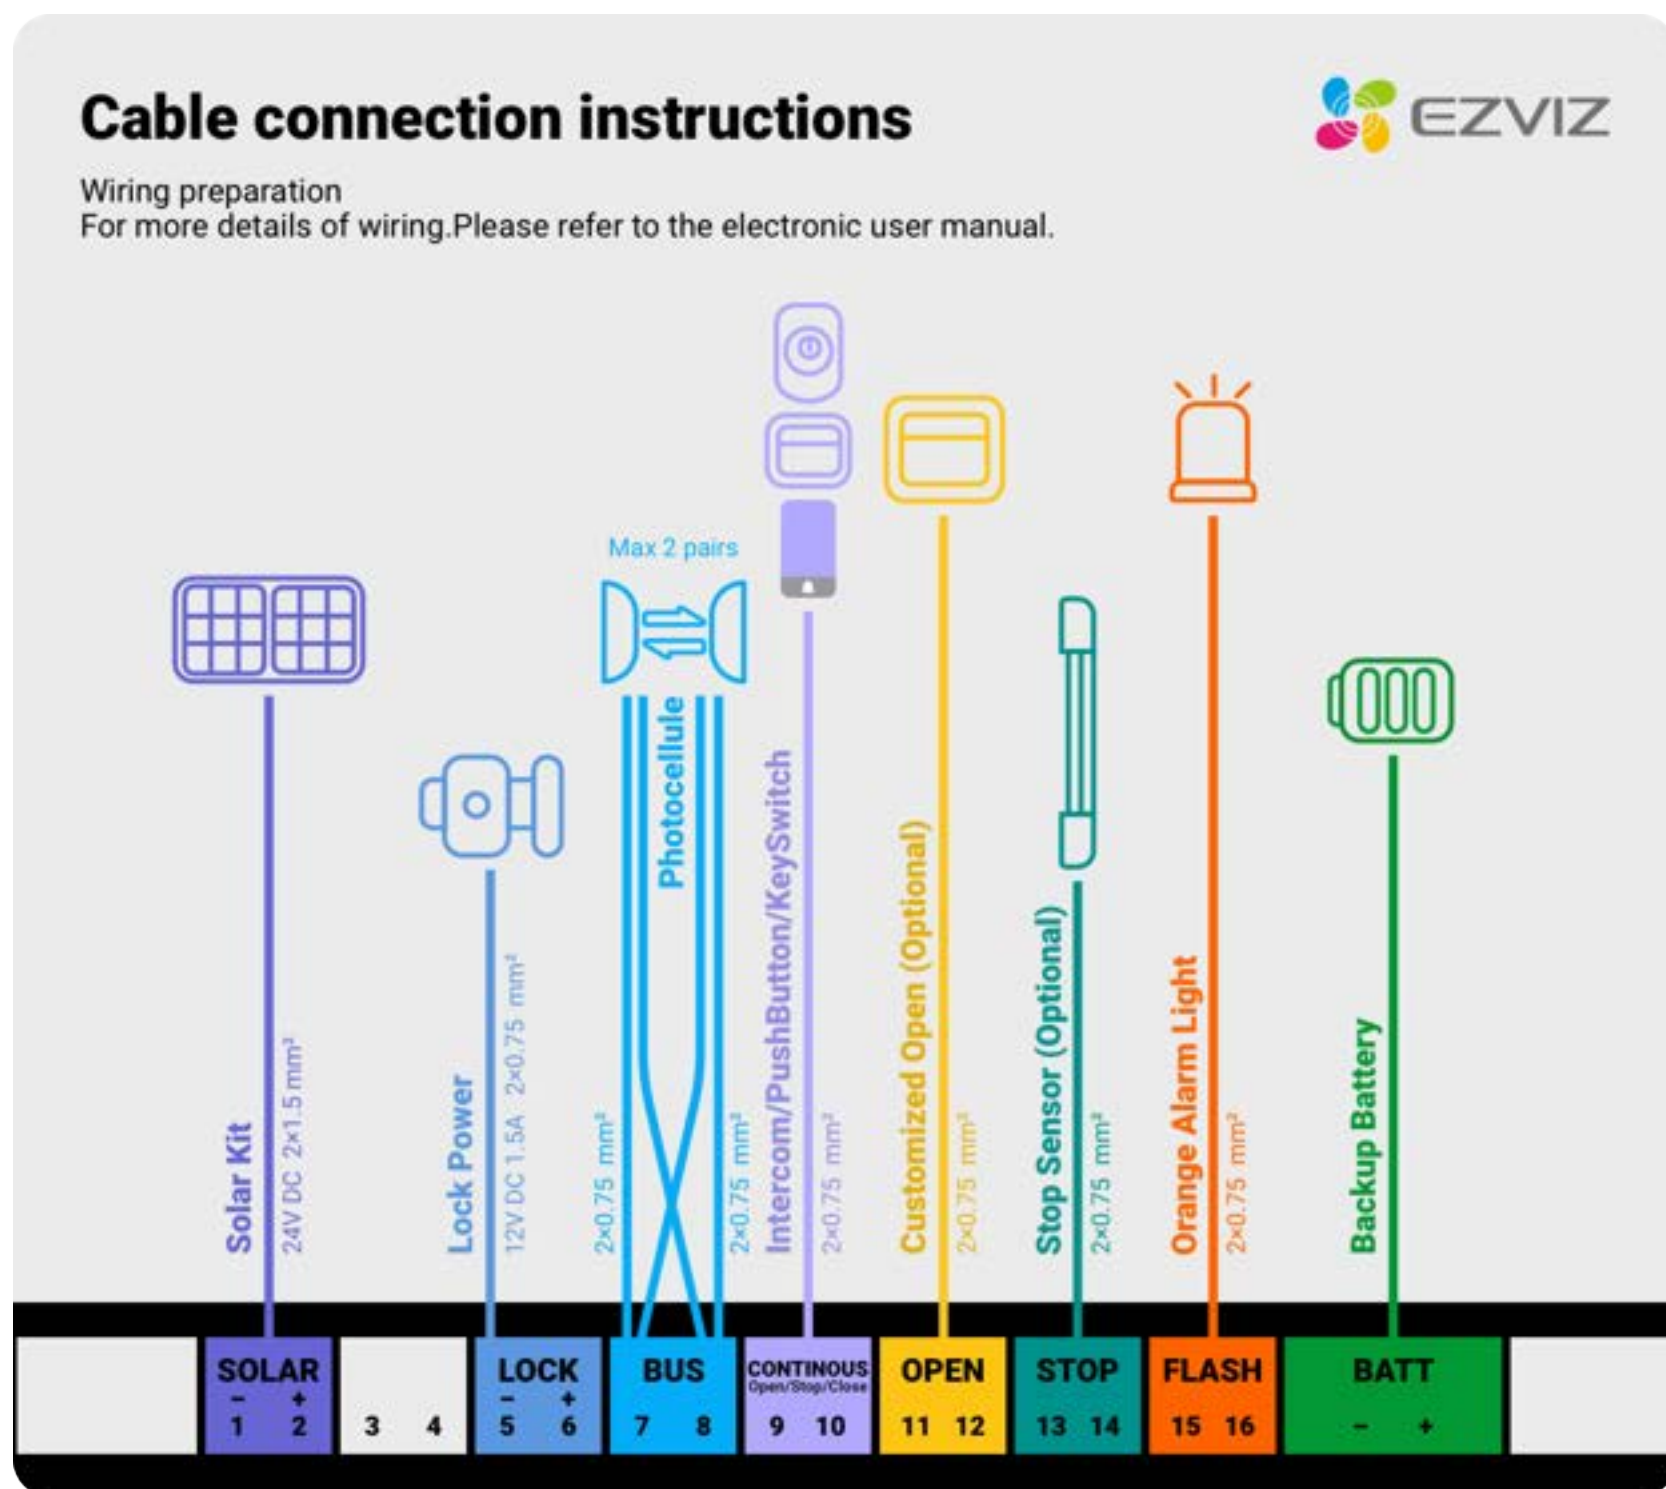 Cable connection instructions
EZVIZ
Wiring preparation
For more details of wiring.Please refer to the electronic user manual.
Max 2 pairs
Solar Kit
24V DC 2×1.5 mm²
Lock Power
12V DC 1.5A 2×0.75 mm²
2×0.75 mm²
Photocellule
2×0.75 mm²
Intercom/PushButton/KeySwitch
2×0.75 mm²
Customized Open (Optional)
2×0.75 mm²
Stop Sensor (Optional)
2×0.75 mm²
Orange Alarm Light
2×0.75 mm²
Backup Battery
SOLAR
- +
1 2
3 4
LOCK
- +
5 6
BUS
7 8
CONTINOUS
Open/Stop/Close
9 10
OPEN
11 12
STOP
13 14
FLASH
15 16
BATT
- +